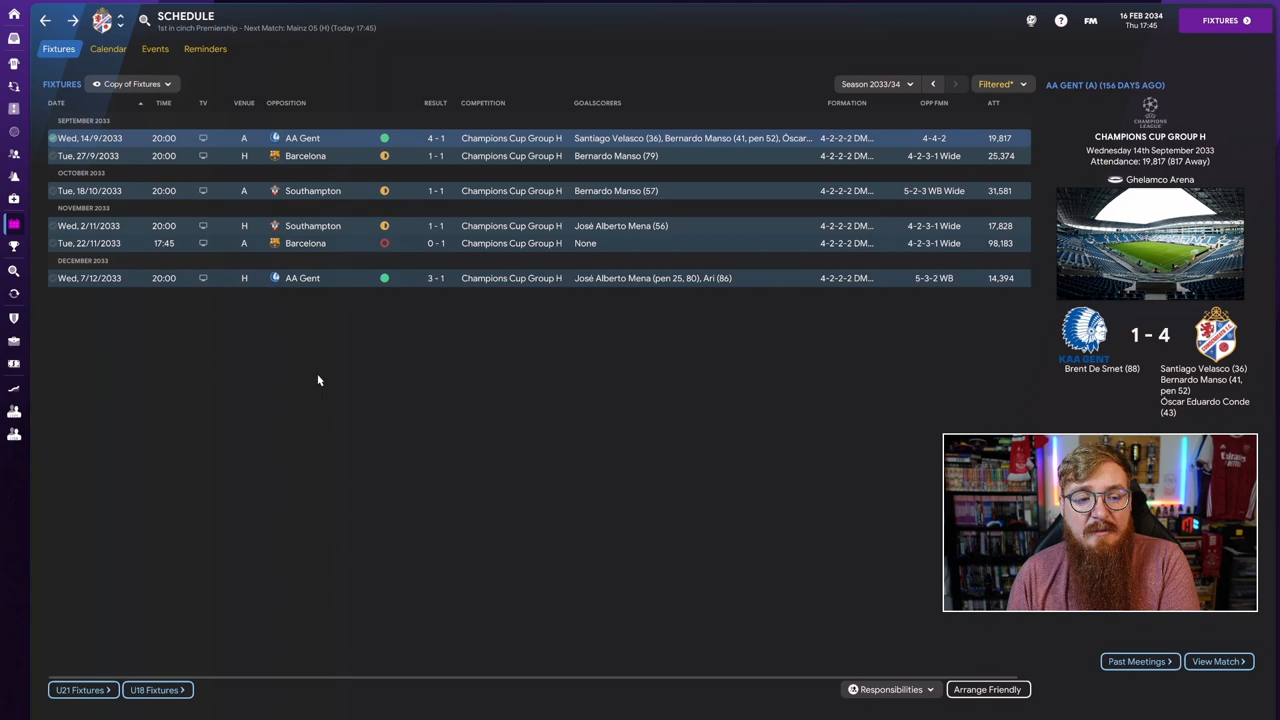 SCHEDULE
1st in cinch Premiership - Next Match: Mainz 05 (H) (Today 17:45)
FM
16 FEB 2034
Thu 17:45
FIXTURES
Fixtures Calendar Events Reminders
FIXTURES Copy of Fixtures Season 2033/34 Filtered*
DATE TIME TV VENUE OPPOSITION RESULT COMPETITION GOALSCORERS FORMATION OPP FMN ATT
SEPTEMBER 2033
Wed, 14/9/2033 20:00 A AA Gent 4 - 1 Champions Cup Group H Santiago Velasco (36), Bernardo Manso (41, pen 52), Óscar... 4-2-2-2 DM... 4-4-2 19,817
Tue, 27/9/2033 20:00 H Barcelona 1 - 1 Champions Cup Group H Bernardo Manso (79) 4-2-2-2 DM... 4-2-3-1 Wide 25,374
OCTOBER 2033
Tue, 18/10/2033 20:00 A Southampton 1 - 1 Champions Cup Group H Bernardo Manso (57) 4-2-2-2 DM... 5-2-3 WB Wide 31,581
NOVEMBER 2033
Wed, 2/11/2033 20:00 H Southampton 1 - 1 Champions Cup Group H José Alberto Mena (56) 4-2-2-2 DM... 4-2-3-1 Wide 17,828
Tue, 22/11/2033 17:45 A Barcelona 0 - 1 Champions Cup Group H None 4-2-2-2 DM... 4-2-3-1 Wide 98,183
DECEMBER 2033
Wed, 7/12/2033 20:00 H AA Gent 3 - 1 Champions Cup Group H José Alberto Mena (pen 25, 80), Ari (86) 4-2-2-2 DM... 5-3-2 WB 14,394
AA GENT (A) (156 DAYS AGO)
CHAMPIONS LEAGUE
CHAMPIONS CUP GROUP H
Wednesday 14th September 2033
Attendance: 19,817 (817 Away)
Ghelamco Arena
1 - 4
KAA GENT
Brent De Smet (88)
Santiago Velasco (36)
Bernardo Manso (41,
pen 52)
Óscar Eduardo Conde
(43)
Past Meetings View Match
U21 Fixtures U18 Fixtures Responsibilities Arrange Friendly